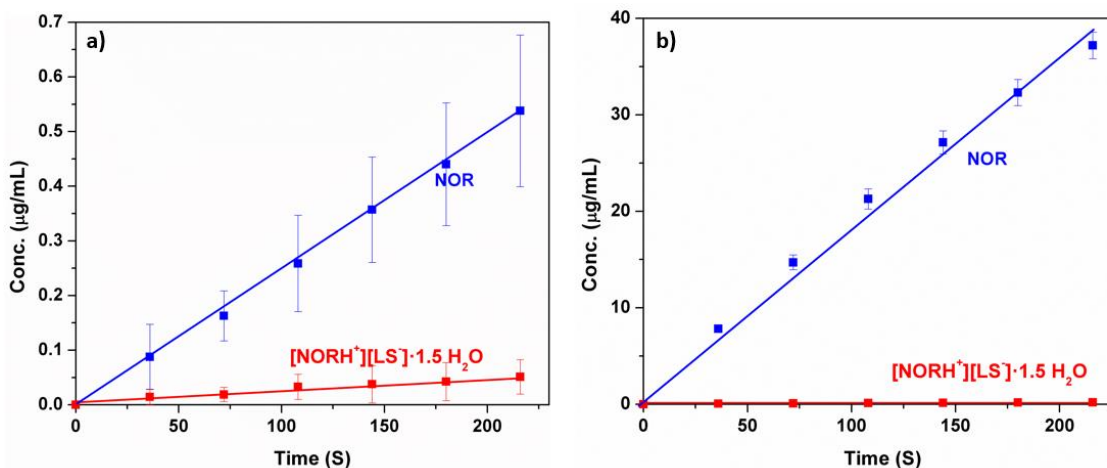 a)
Conc. (µg/mL)
0.7
0.6
0.5
0.4
0.3
0.2
0.1
0.0
NOR
[NORH⁺][LS⁻]·1.5 H₂O
0
50
100
150
200
Time (S)
b)
Conc. (µg/mL)
40
30
20
10
0
NOR
[NORH⁺][LS⁻]·1.5 H₂O
0
50
100
150
200
Time (S)